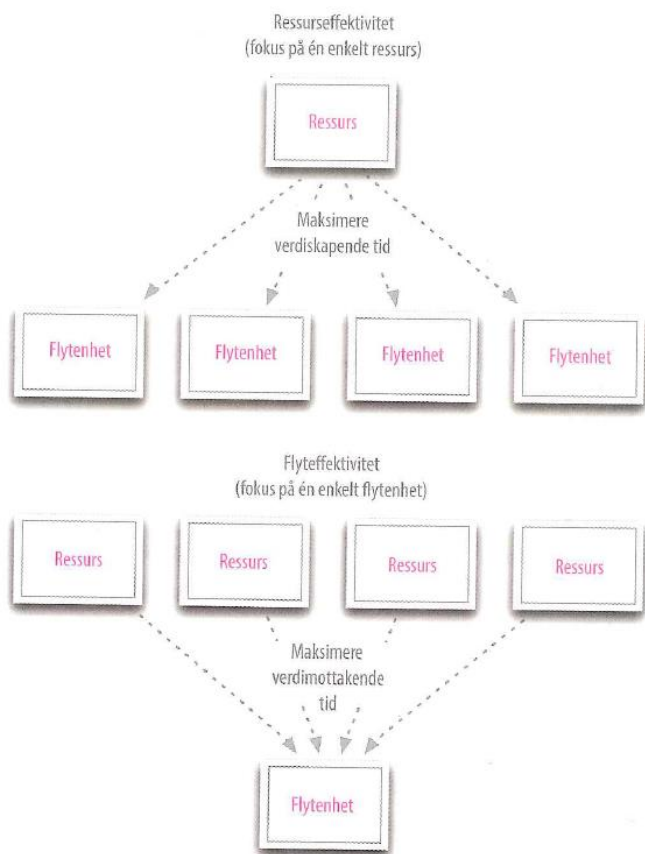 Ressurseffektivitet
(fokus på én enkelt ressurs)
Ressurs
Maksimere
verdiskapende tid
Flytenhet
Flytenhet
Flytenhet
Flytenhet
Flyteffektivitet
(fokus på én enkelt flytenhet)
Ressurs
Ressurs
Ressurs
Ressurs
Maksimere
verdimottakende
tid
Flytenhet